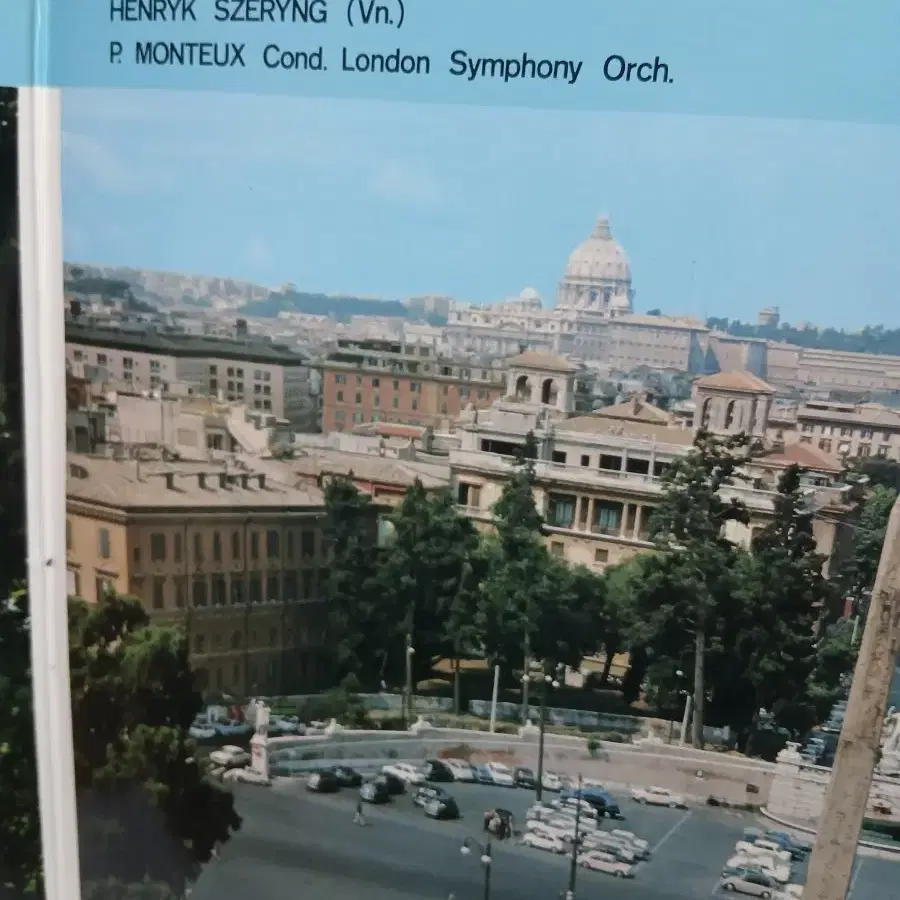 HENRYK SZERYNG (Vn.)
P. MONTEUX Cond. London Symphony Orch.